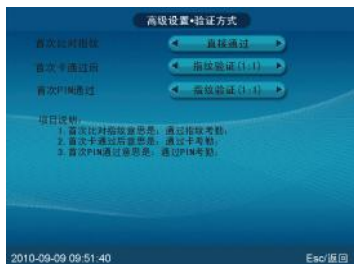 高级设置•验证方式
首次比对指纹 直接通过
首次卡通过后 指纹验证(1:1)
首次PIN通过 指纹验证(1:1)
项目说明:
1.首次比对指纹意思是:通过指纹考勤;
2.首次卡通过后意思是:通过卡考勤;
3.首次PIN通过意思是:通过PIN考勤;
2010-09-09 09:51:40 Esc/返回